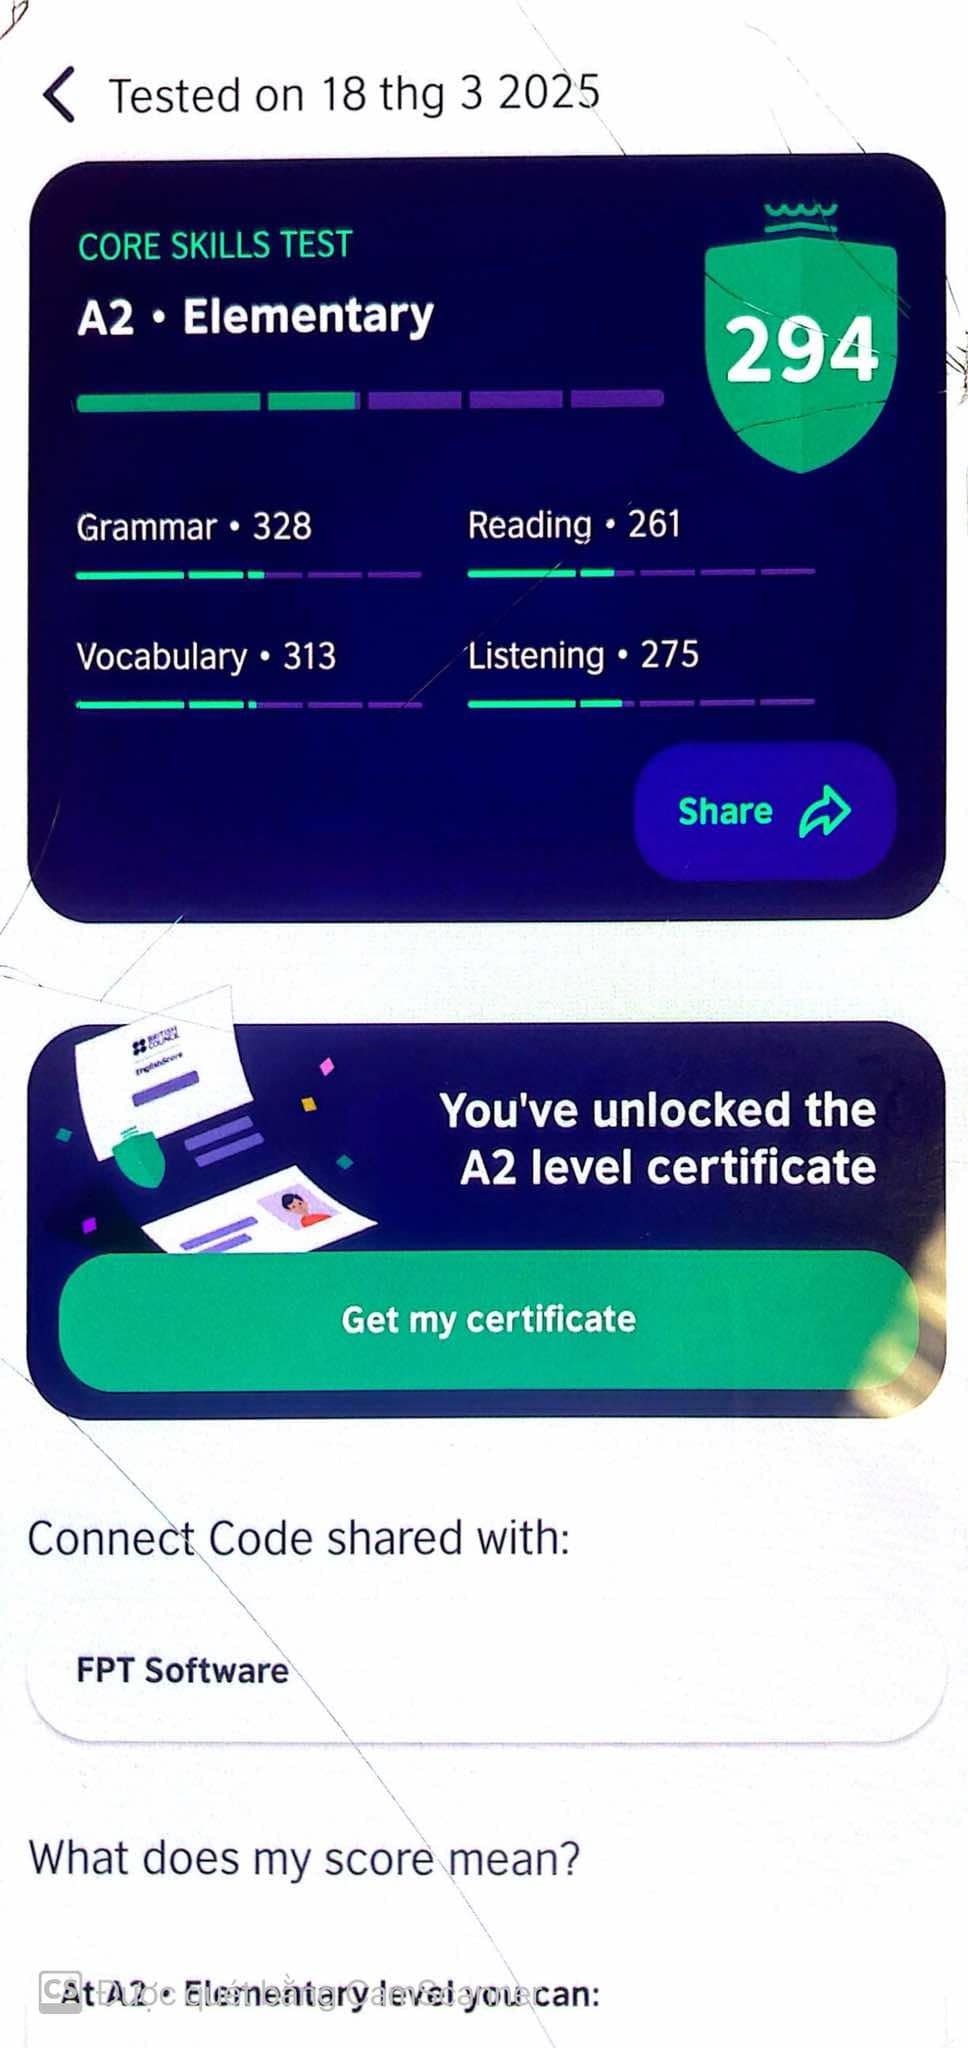 Tested on 18 thg 3 2025
CORE SKILLS TEST
A2 • Elementary
294
Grammar • 328
Reading • 261
Vocabulary • 313
Listening • 275
Share
BRITISH
COUNCIL
EnglishScore
You've unlocked the
A2 level certificate
Get my certificate
Connect Code shared with:
FPT Software
What does my score mean?
At A2 • Elementary level you can:
CS Được quét bằng CamScanner